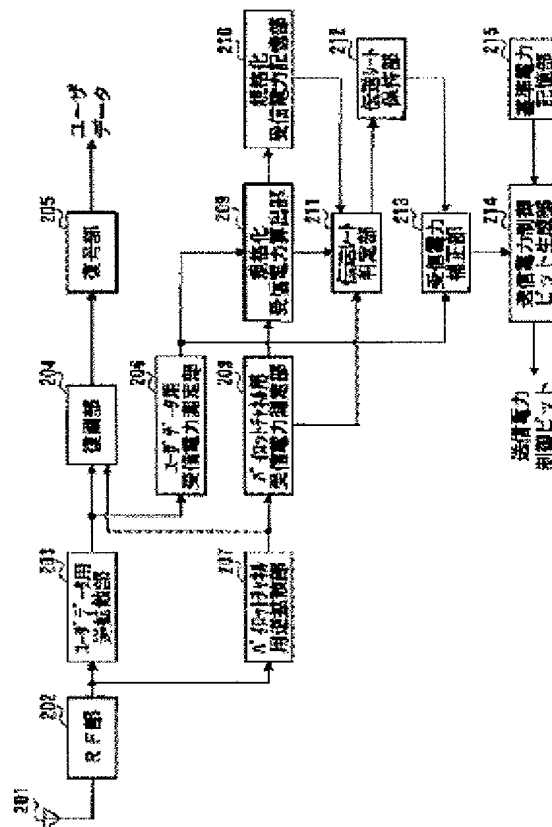 201
202
RF部
203
ユーザデータ用
逆拡散部
204
復調部
205
復号部
ユーザ
データ
206
ユーザデータ用
受信電力測定部
207
パイロットチャネル
用逆拡散部
208
パイロットチャネル用
受信電力測定部
209
規格化
受信電力算出部
210
規格化
受信電力記憶部
211
伝送レート
判定部
212
伝送レート
保持部
213
受信電力
補正部
214
送信電力制御
ビット生成部
215
基準電力
記憶部
送信電力
制御ビット